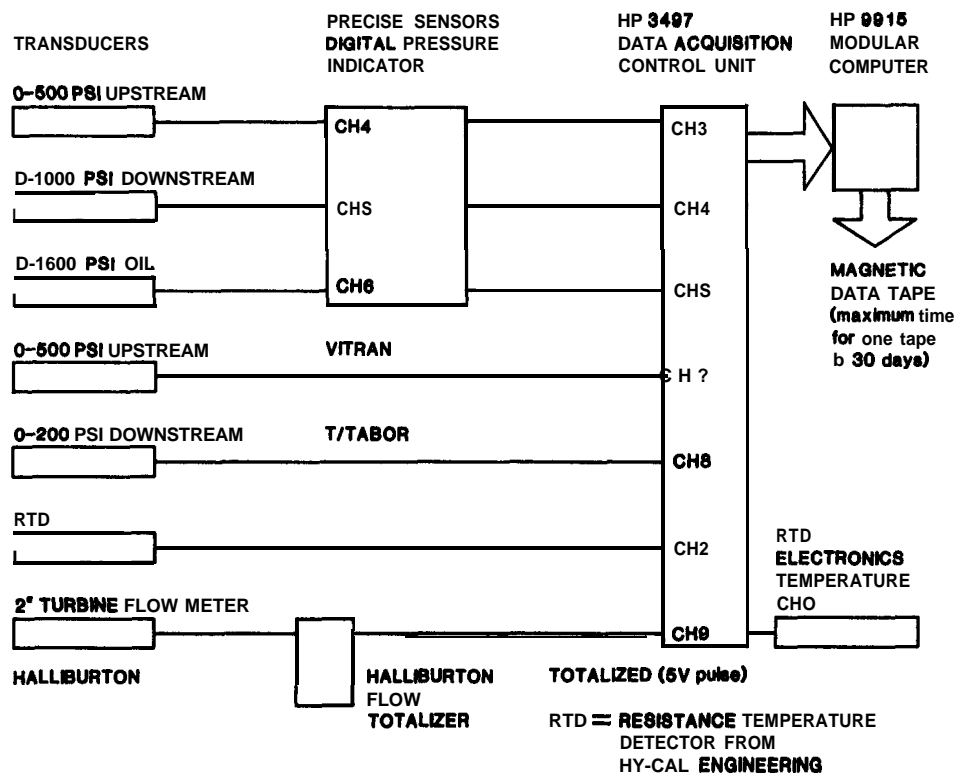 TRANSDUCERS
PRECISE SENSORS
DIGITAL PRESSURE
INDICATOR
HP 3497
DATA ACQUISITION
CONTROL UNIT
HP 9915
MODULAR
COMPUTER
0-500 PSI UPSTREAM
CH4
CH3
D-1000 PSI DOWNSTREAM
CHS
CH4
D-1600 PSI OIL
CH6
CHS
MAGNETIC
DATA TAPE
(maximum time
for one tape
b 30 days)
0-500 PSI UPSTREAM
VITRAN
C H ?
0-200 PSI DOWNSTREAM
T/TABOR
CH8
RTD
CH2
RTD
ELECTRONICS
TEMPERATURE
CHO
2" TURBINE FLOW METER
CH9
HALLIBURTON
HALLIBURTON
FLOW
TOTALIZER
TOTALIZED (5V pulse)
RTD = RESISTANCE TEMPERATURE
DETECTOR FROM
HY-CAL ENGINEERING